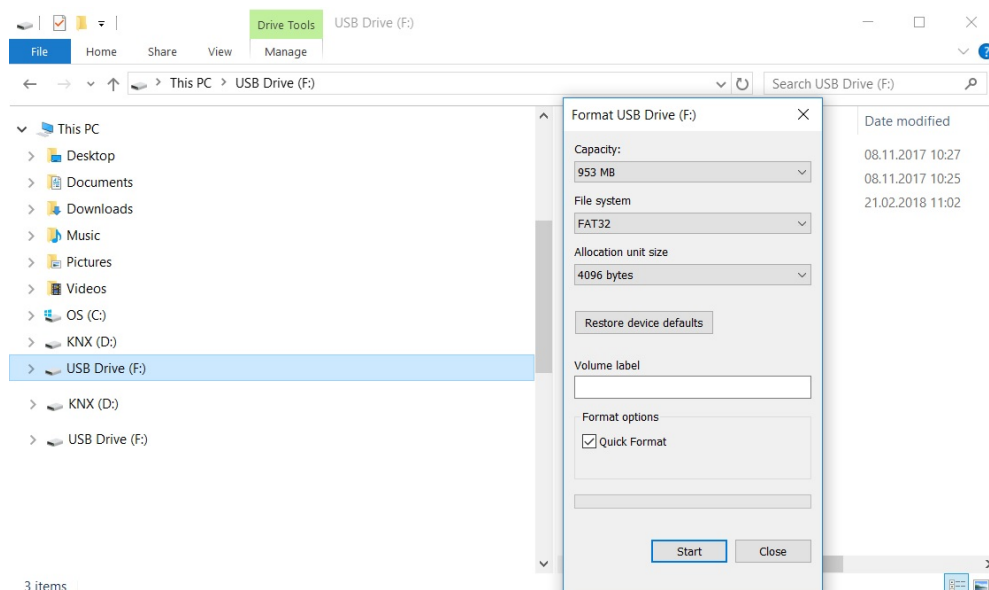 Drive Tools USB Drive (F:)
File Home Share View Manage
This PC > USB Drive (F:) Search USB Drive (F:)
This PC
Desktop
Documents
Downloads
Music
Pictures
Videos
OS (C:)
KNX (D:)
USB Drive (F:)
KNX (D:)
USB Drive (F:)
3 items
Format USB Drive (F:)
Capacity:
953 MB
File system
FAT32
Allocation unit size
4096 bytes
Restore device defaults
Volume label
Format options
Quick Format
Start Close
Date modified
08.11.2017 10:27
08.11.2017 10:25
21.02.2018 11:02